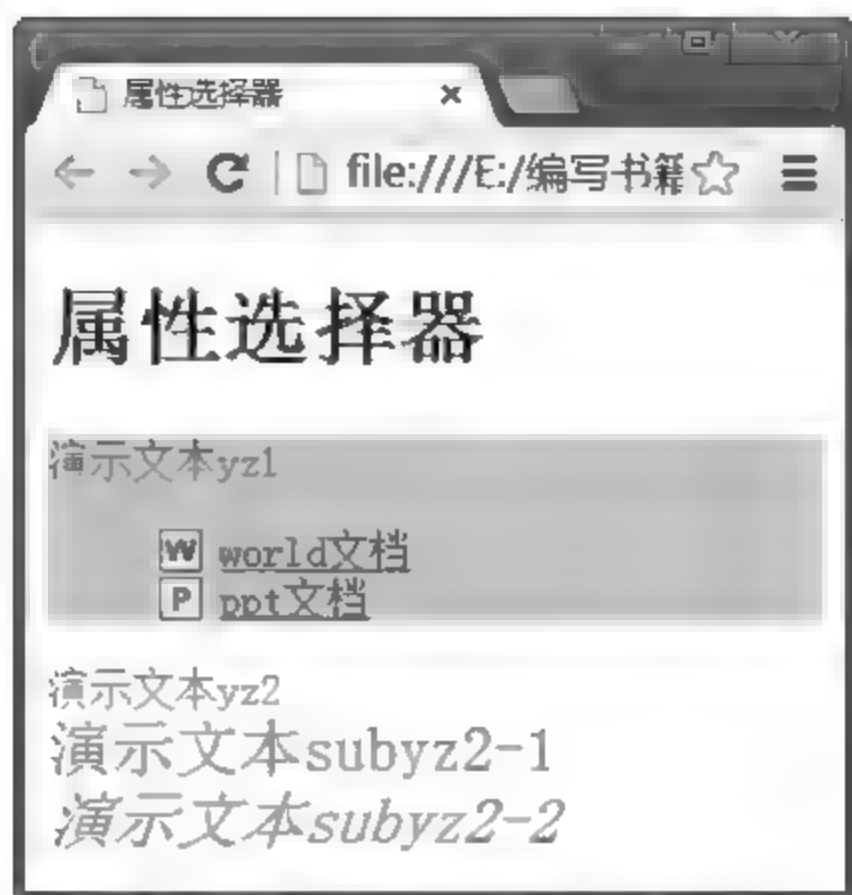 属性选择器
file:///E:/编写书籍
属性选择器
演示文本yz1
W world文档
P ppt文档
演示文本yz2
演示文本subyz2-1
演示文本subyz2-2